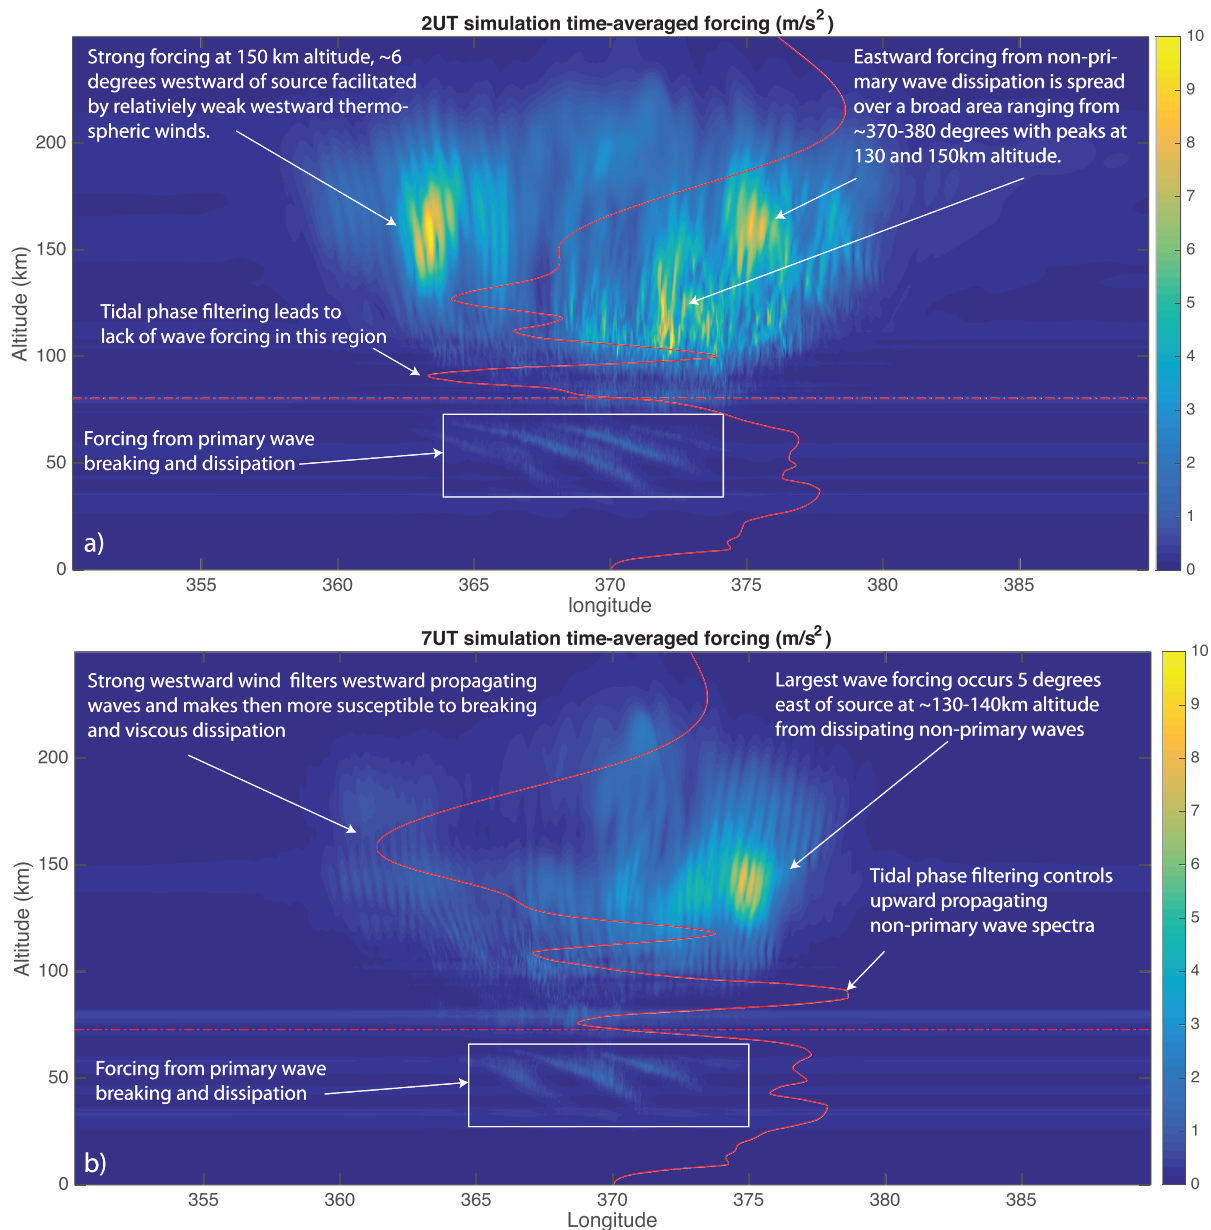 2UT simulation time-averaged forcing (m/s2)
Strong forcing at 150 km altitude, ~6
degrees westward of source facilitated
by relativiely weak westward thermo-
spheric winds.
Eastward forcing from non-pri-
mary wave dissipation is spread
over a broad area ranging from
~370-380 degrees with peaks at
130 and 150km altitude.
Tidal phase filtering leads to
lack of wave forcing in this region
Forcing from primary wave
breaking and dissipation
a)
Altitude (km)
200
150
100
50
0
355
360
365
370
375
380
385
longitude
10
9
8
7
6
5
4
3
2
1
0
7UT simulation time-averaged forcing (m/s2)
Strong westward wind filters westward propagating
waves and makes then more susceptible to breaking
and viscous dissipation
Largest wave forcing occurs 5 degrees
east of source at ~130-140km altitude
from dissipating non-primary waves
Tidal phase filtering controls
upward propagating
non-primary wave spectra
Forcing from primary wave
breaking and dissipation
b)
Altitude (km)
200
150
100
50
0
355
360
365
370
375
380
385
Longitude
10
9
8
7
6
5
4
3
2
1
0